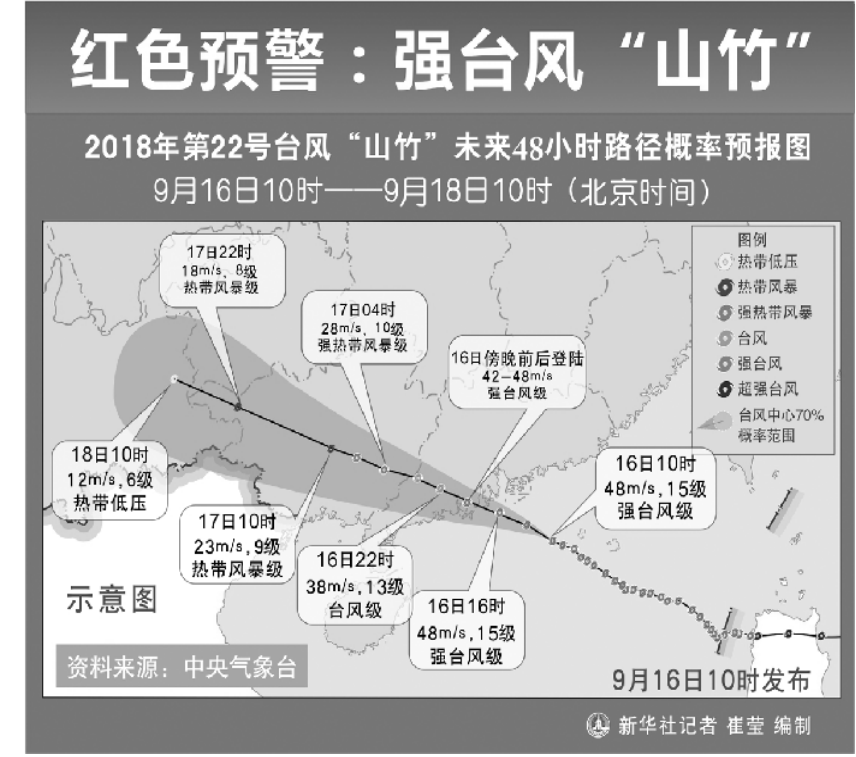 红色预警：强台风“山竹”
2018年第22号台风“山竹”未来48小时路径概率预报图
9月16日10时——9月18日10时（北京时间）
图例
热带低压
热带风暴
强热带风暴
台风
强台风
超强台风
台风中心70%
概率范围
17日22时
18m/s、8级
热带风暴级
17日04时
28m/s、10级
强热带风暴级
16日傍晚前后登陆
42－48m/s
强台风级
18日10时
12m/s,6级
热带低压
17日10时
23m/s,9级
热带风暴级
16日22时
38m/s,13级
台风级
16日16时
48m/s,15级
强台风级
16日10时
48m/s,15级
强台风级
示意图
资料来源：中央气象台
9月16日10时发布
新华社记者 崔莹 编制